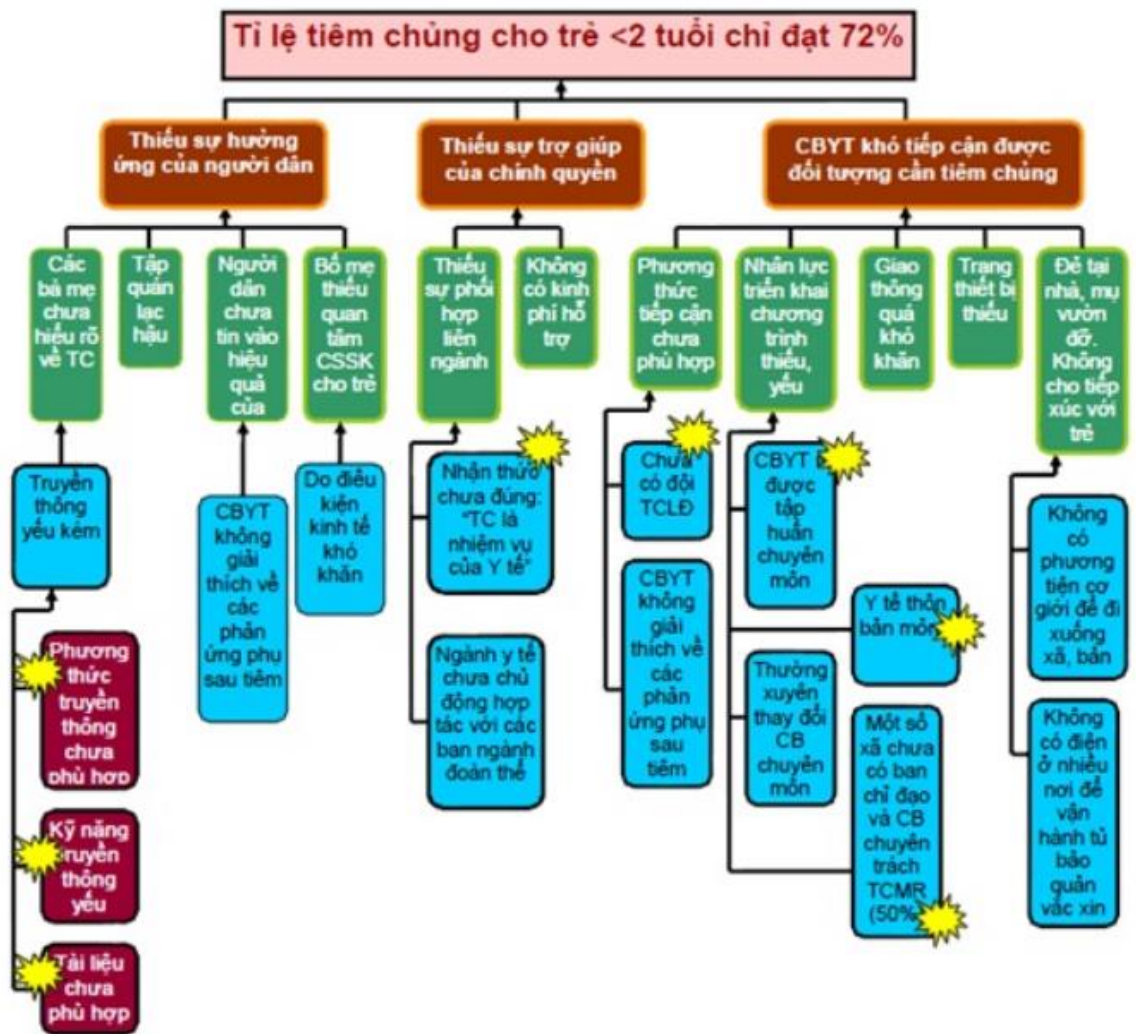 Tỉ lệ tiêm chủng cho trẻ <2 tuổi chỉ đạt 72%
Thiếu sự hưởng
ứng của người dân
Thiếu sự trợ giúp
của chính quyền
CBYT khó tiếp cận được
đối tượng cần tiêm chủng
Các
bà mẹ
chưa
hiểu rõ
về TC
Tập
quán
lạc
hậu
Người
dân chưa
tin vào
hiệu
quả của
Bố mẹ
thiếu
quan
tâm
CSSK
cho trẻ
Thiếu
sự phối
hợp
liên
ngành
Không
có kinh
phí hỗ
trợ
Phương
thức
tiếp cận
chưa
phù hợp
Nhân lực
triển khai
chương
trình
thiếu,
yếu
Giao
thông
quá khó
khăn
Trang
thiết bị
thiếu
Đẻ tại
nhà, mụ
vườn
đỡ.
Không
cho tiếp
xúc với
trẻ
Truyền
thông
yếu kém
CBYT
không
giải
thích về
các
phản
ứng phụ
sau tiêm
Do điều
kiện
kinh tế
khó
khăn
Nhận thức
chưa đúng:
"TC là
nhiệm vụ
của Y tế"
Ngành y tế
chưa chủ
động hợp
tác với các
ban ngành
đoàn thể
Chưa
có đội
TCLĐ
CBYT
không
giải
thích về
các
phản
ứng phụ
sau
tiêm
CBYT
được
tập
huấn
chuyên
môn
Thường
xuyên
thay đổi
CB
chuyên
môn
Y tế thôn
bản mỏng
Một số
xã chưa
có ban
chỉ đạo
và CB
chuyên
trách
TCMR
(50%
Không
có
phương
tiện cơ
giới để đi
xuống
xã, bản
Không
có điện
ở nhiều
nơi để
vận
hành tủ
bảo
quản
vắc xin
Phương
thức
truyền
thông
chưa
phù hợp
Kỹ năng
truyền
thông
yếu
Tài liệu
chưa
phù hợp